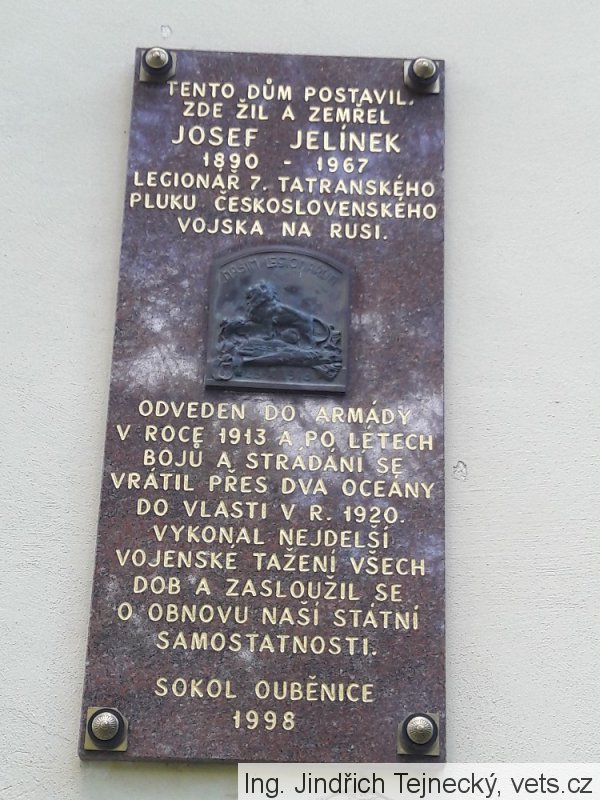 TENTO DŮM POSTAVIL,
ZDE ŽIL A ZEMŘEL
JOSEF JELÍNEK
1890 - 1967
LEGIONÁŘ 7. TATRANSKÉHO
PLUKU ČESKOSLOVENSKÉHO
VOJSKA NA RUSI.
ODVEDEN DO ARMÁDY
V ROCE 1913 A PO LETECH
BOJŮ A STRÁDÁNÍ SE
VRÁTIL PŘES DVA OCEÁNY
DO VLASTI V R. 1920.
VYKONAL NEJDELŠÍ
VOJENSKÉ TAŽENÍ VŠECH
DOB A ZASLOUŽIL SE
O OBNOVU NAŠÍ STÁTNÍ
SAMOSTATNOSTI.
SOKOL OUBĚNICE
1998
Ing. Jindřich Tejnecký, vets.cz